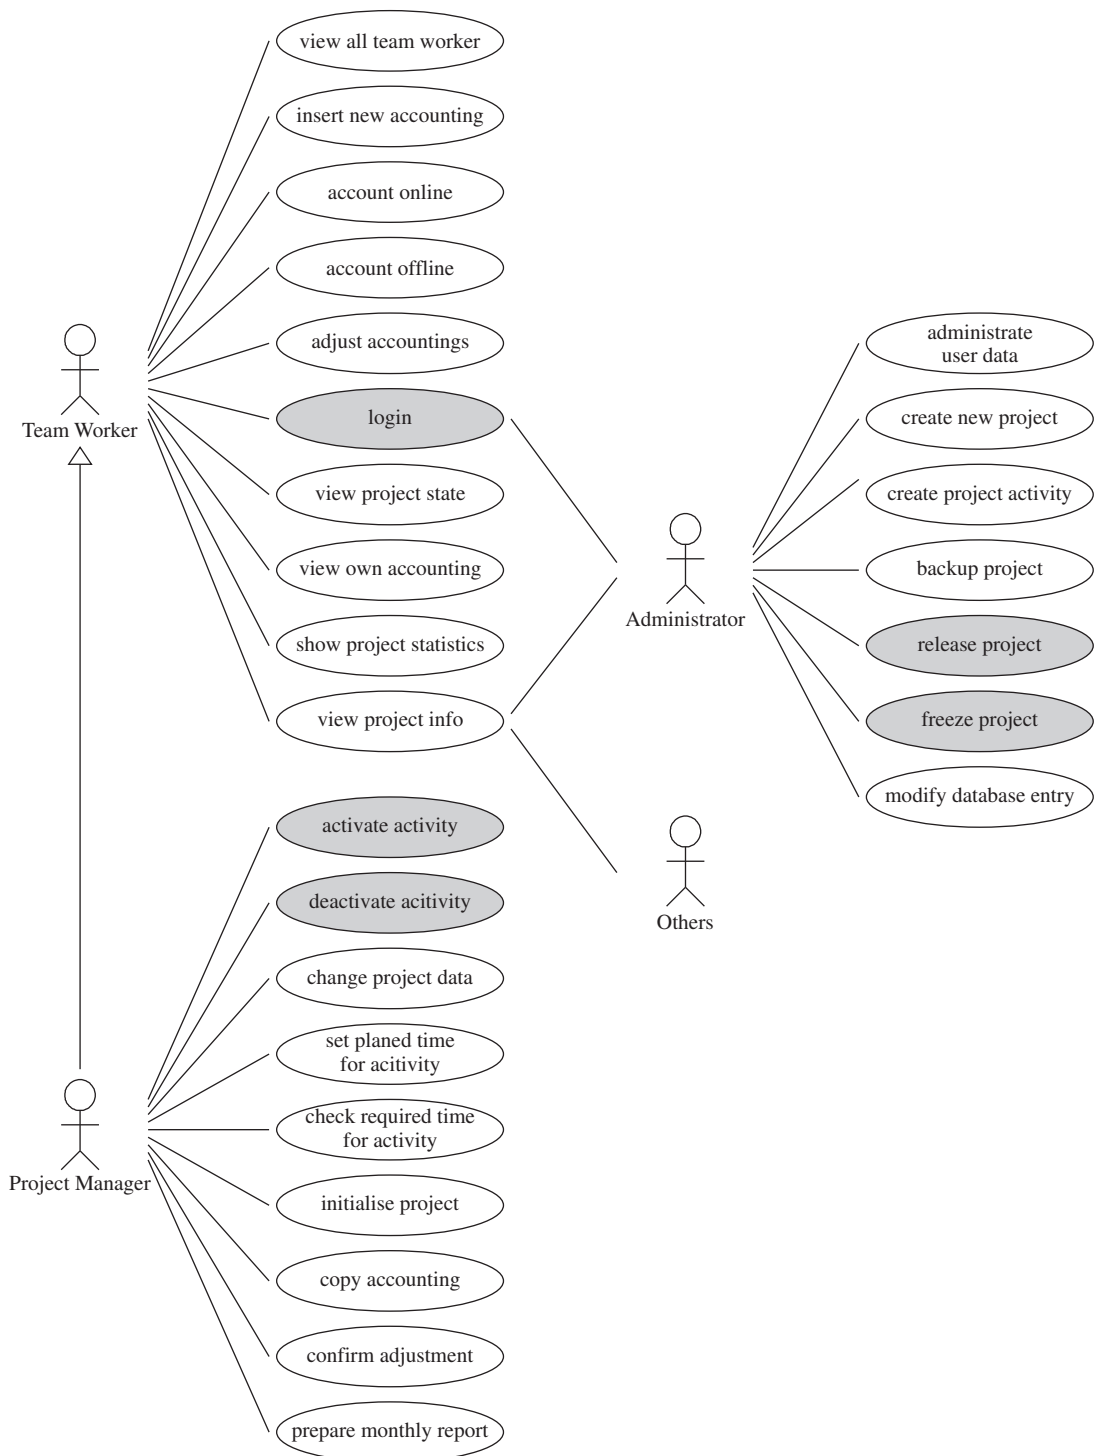 view all team worker
insert new accounting
account online
account offline
adjust accountings
login
view project state
view own accounting
show project statistics
view project info
Team Worker
administrate
user data
create new project
create project activity
backup project
release project
freeze project
modify database entry
Administrator
Others
activate activity
deactivate acitivity
change project data
set planed time
for acitivity
check required time
for activity
initialise project
copy accounting
confirm adjustment
prepare monthly report
Project Manager